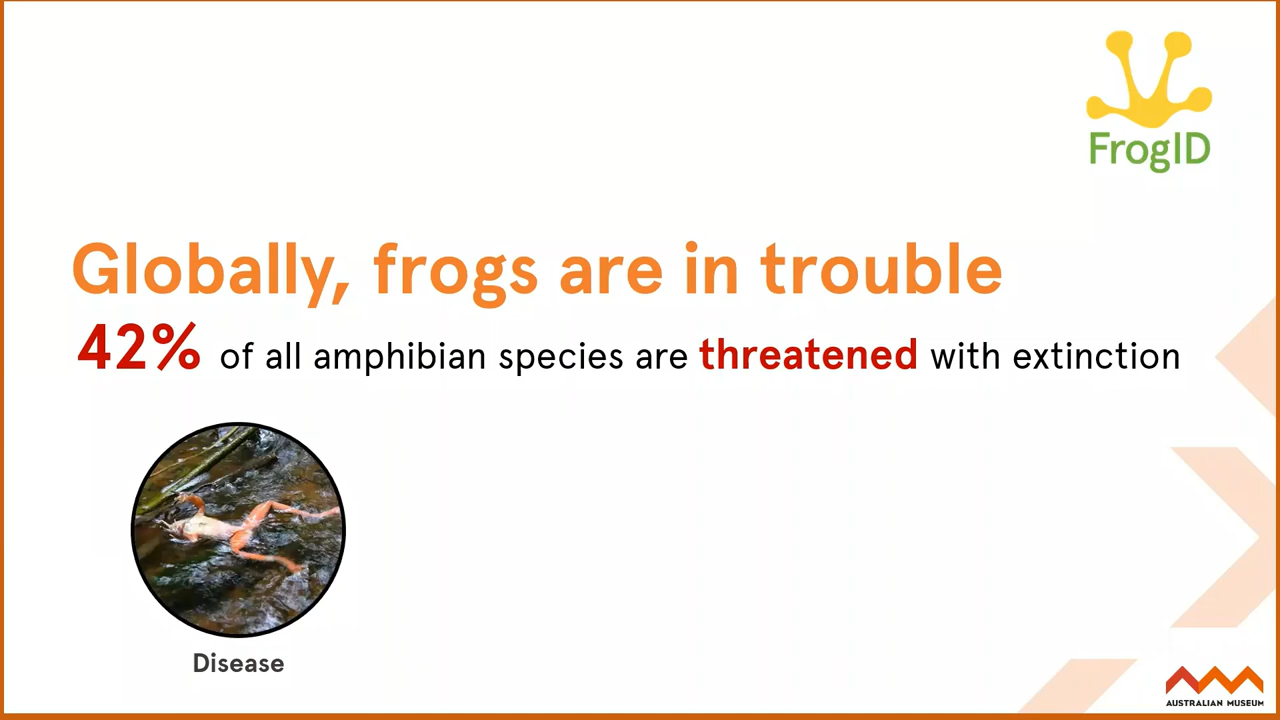 FrogID
Globally, frogs are in trouble
42% of all amphibian species are threatened with extinction
Disease
AUSTRALIAN MUSEUM